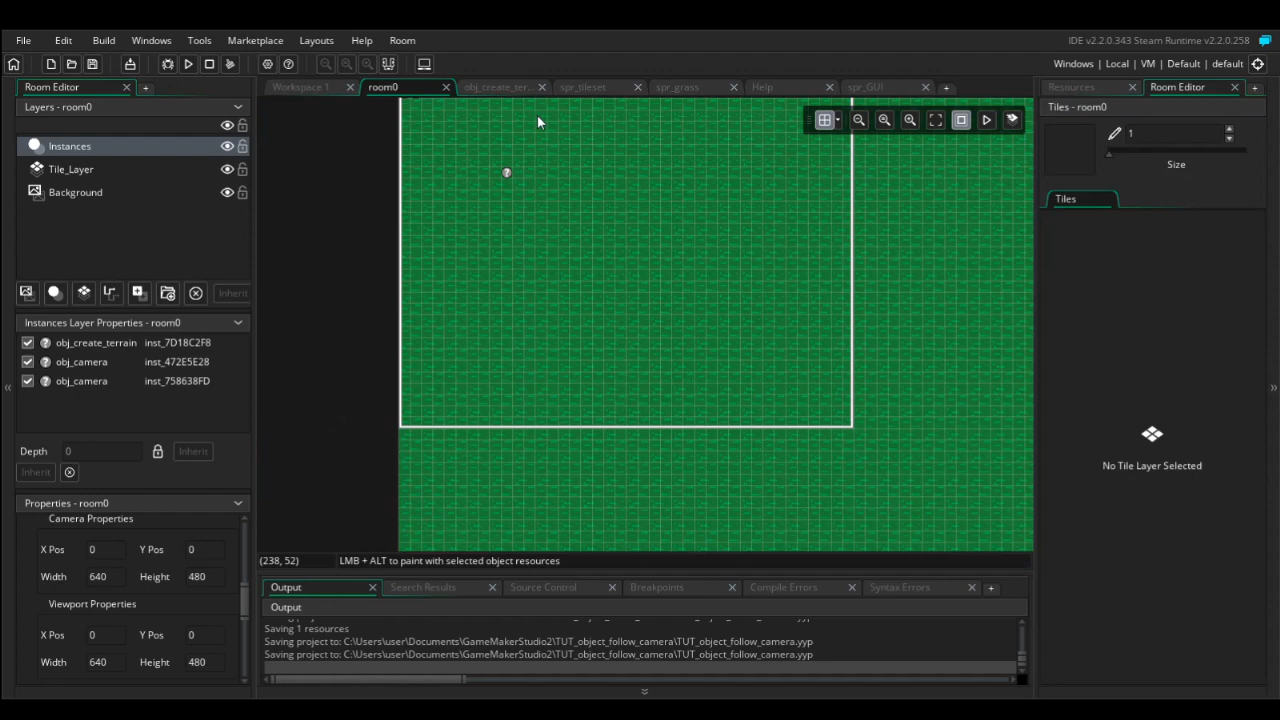 File Edit Build Windows Tools Marketplace Layouts Help Room IDE v2.2.0.343 Steam Runtime v2.2.0.258
Windows | Local | VM | Default | default
Room Editor
Workspace 1 room0 obj_create_ter... spr_tileset spr_grass Help spr_GUI
Resources Room Editor
Layers - room0
Tiles - room0
Instances
Tile_Layer
Background
1
Size
Tiles
Inherit
Instances Layer Properties - room0
obj_create_terrain inst_7D18C2F8
obj_camera inst_472E5E28
obj_camera inst_758638FD
Depth 0 Inherit
Inherit
No Tile Layer Selected
Properties - room0
Camera Properties
X Pos 0 Y Pos 0
Width 640 Height 480
Viewport Properties
X Pos 0 Y Pos 0
Width 640 Height 480
(238, 52) LMB + ALT to paint with selected object resources
Output Search Results Source Control Breakpoints Compile Errors Syntax Errors
Output
Saving 1 resources
Saving project to: C:\Users\user\Documents\GameMakerStudio2\TUT_object_follow_camera\TUT_object_follow_camera.yyp
Saving project to: C:\Users\user\Documents\GameMakerStudio2\TUT_object_follow_camera\TUT_object_follow_camera.yyp